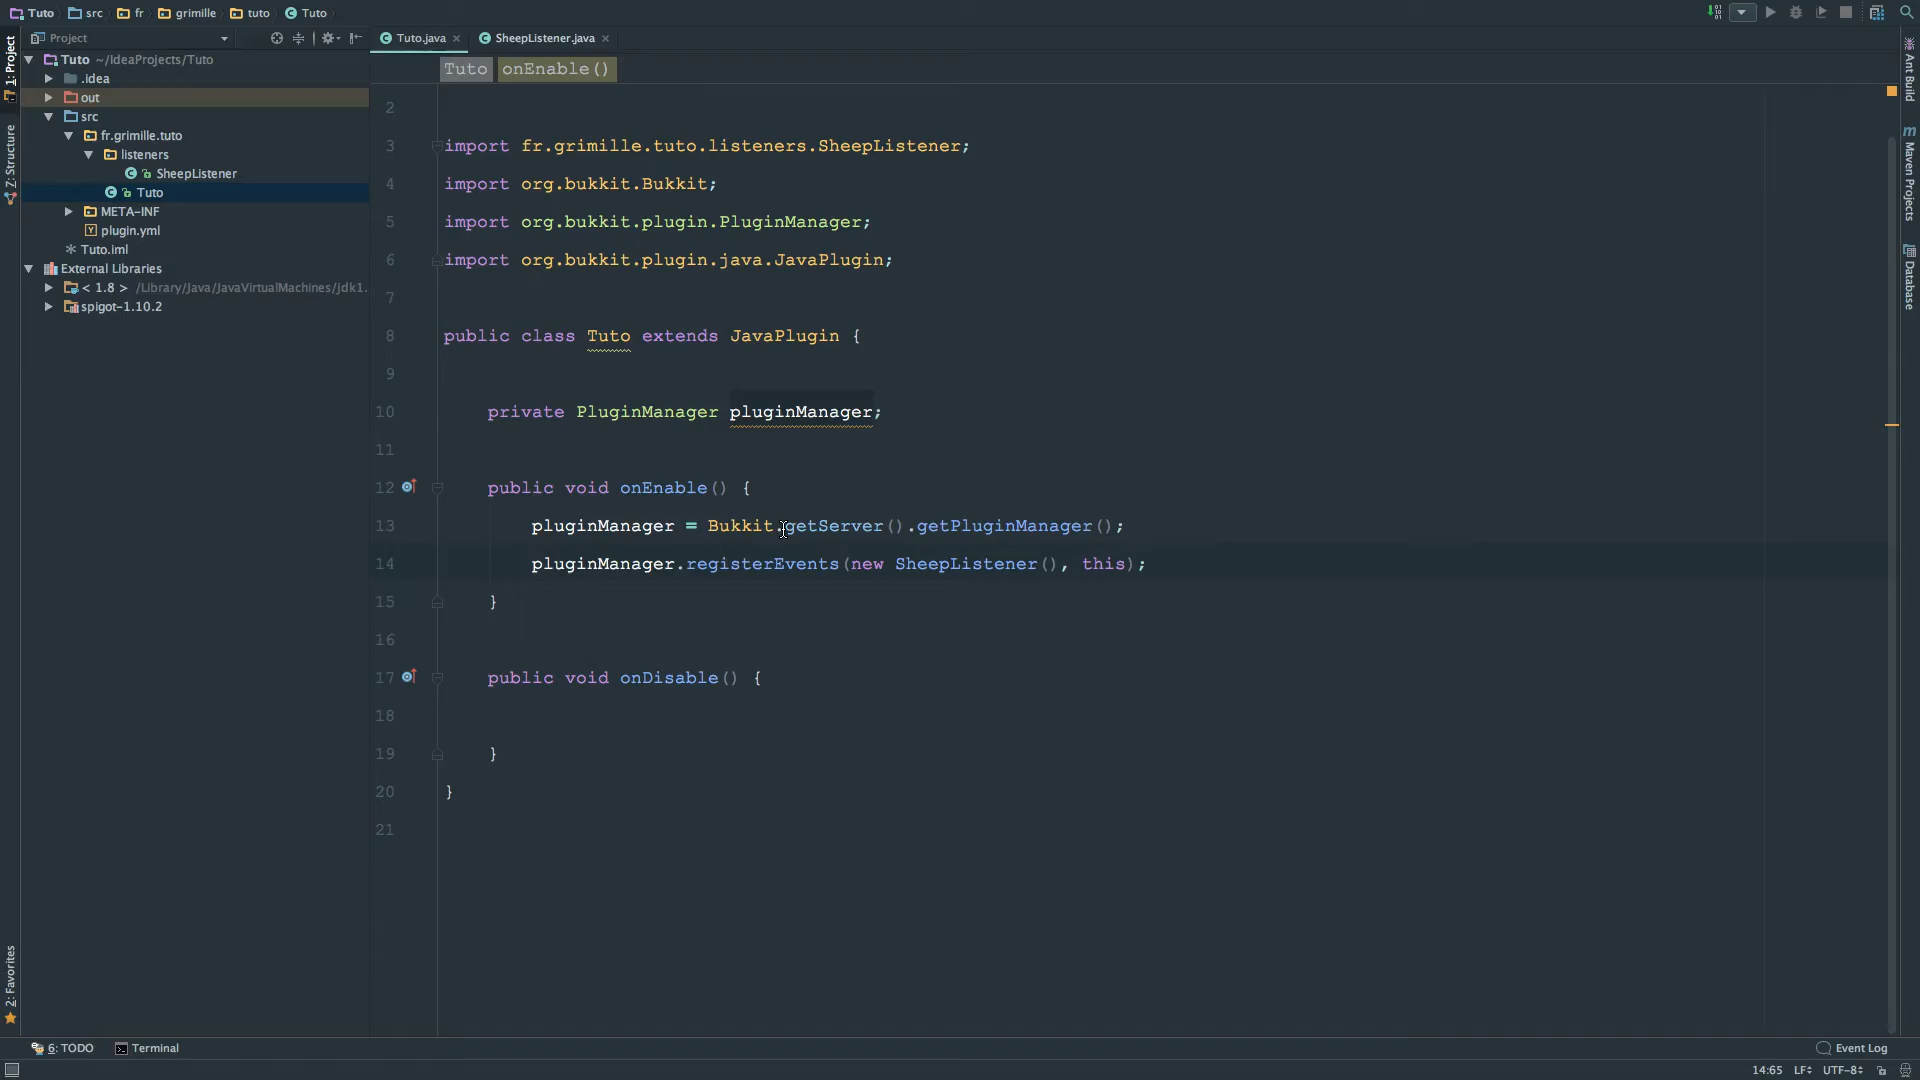 Tuto src fr grimille tuto Tuto
1: Project
Z: Structure
2: Favorites
Project
Tuto ~/IdeaProjects/Tuto
.idea
out
src
fr.grimille.tuto
listeners
SheepListener
Tuto
META-INF
plugin.yml
Tuto.iml
External Libraries
< 1.8 > /Library/Java/JavaVirtualMachines/jdk1.
spigot-1.10.2
Tuto.java SheepListener.java
Tuto onEnable()
2
3 import fr.grimille.tuto.listeners.SheepListener;
4 import org.bukkit.Bukkit;
5 import org.bukkit.plugin.PluginManager;
6 import org.bukkit.plugin.java.JavaPlugin;
7
8 public class Tuto extends JavaPlugin {
9
10 private PluginManager pluginManager;
11
12 public void onEnable() {
13 pluginManager = Bukkit.getServer().getPluginManager();
14 pluginManager.registerEvents(new SheepListener(), this);
15 }
16
17 public void onDisable() {
18
19 }
20 }
21
Ant Build
Maven Projects
Database
6: TODO Terminal Event Log
14:65 LF UTF-8